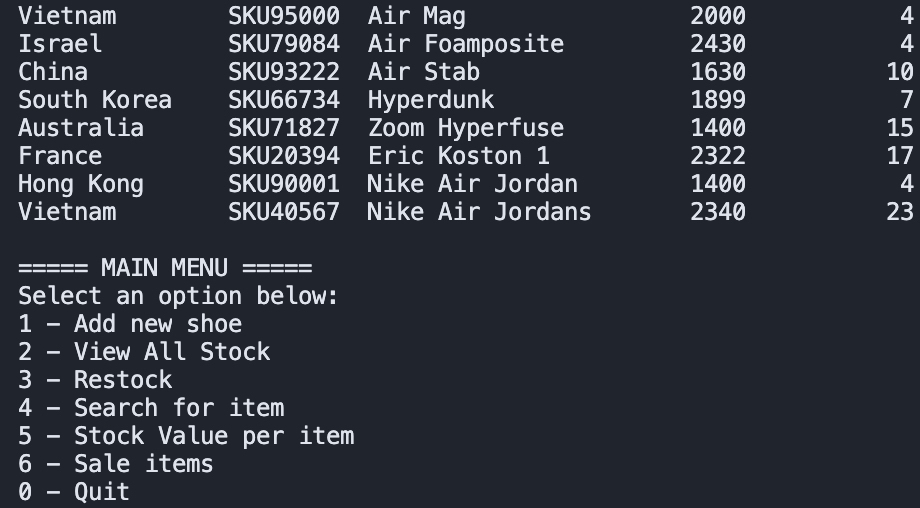 Vietnam SKU95000 Air Mag 2000 4
Israel SKU79084 Air Foamposite 2430 4
China SKU93222 Air Stab 1630 10
South Korea SKU66734 Hyperdunk 1899 7
Australia SKU71827 Zoom Hyperfuse 1400 15
France SKU20394 Eric Koston 1 2322 17
Hong Kong SKU90001 Nike Air Jordan 1400 4
Vietnam SKU40567 Nike Air Jordans 2340 23
===== MAIN MENU =====
Select an option below:
1 – Add new shoe
2 – View All Stock
3 – Restock
4 – Search for item
5 – Stock Value per item
6 – Sale items
0 – Quit